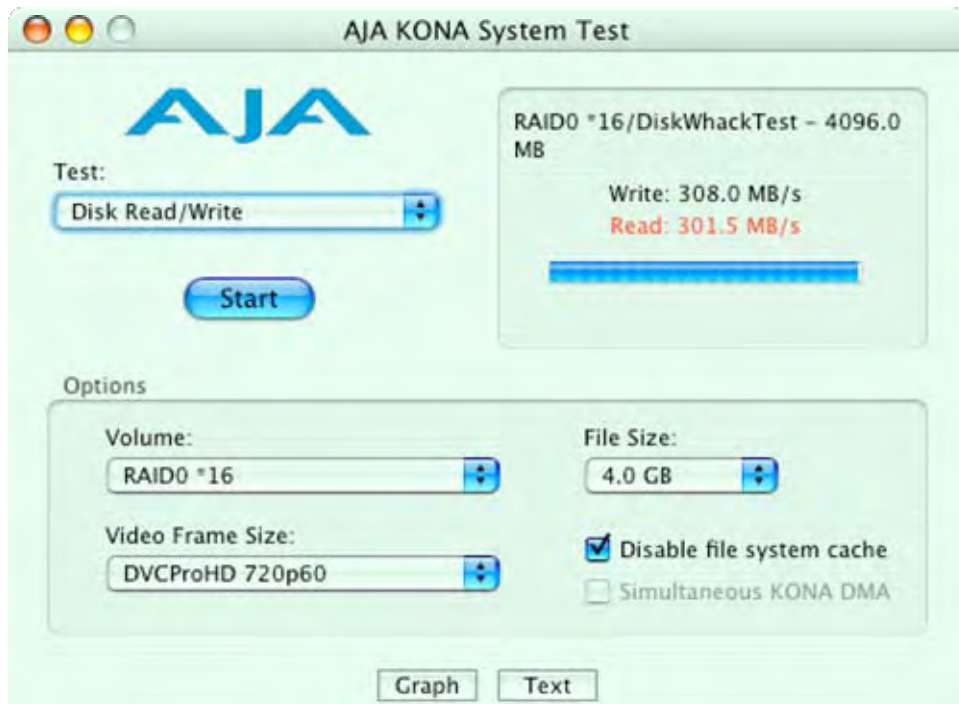 AJA KONA System Test
AJA
Test:
Disk Read/Write
Start
RAID0 *16/DiskWhackTest – 4096.0
MB
Write: 308.0 MB/s
Read: 301.5 MB/s
Options
Volume:
RAID0 *16
File Size:
4.0 GB
Video Frame Size:
DVCProHD 720p60
Disable file system cache
Simultaneous KONA DMA
Graph
Text